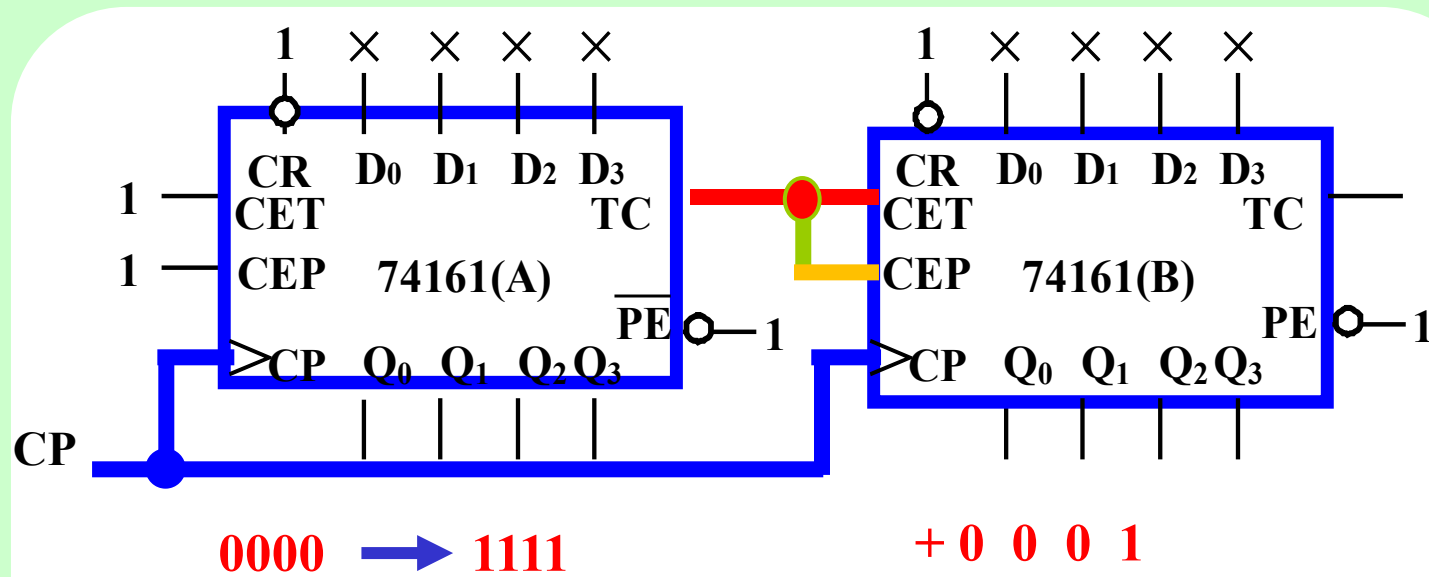 1 × × × × 1 × × × ×
CR D0 D1 D2 D3 CR D0 D1 D2 D3
1 CET TC CET TC
1 CEP 74161(A) CEP 74161(B)
P̅E̅ 1 PE 1
CP Q0 Q1 Q2 Q3 CP Q0 Q1 Q2 Q3
CP
0000 → 1111 + 0 0 0 1